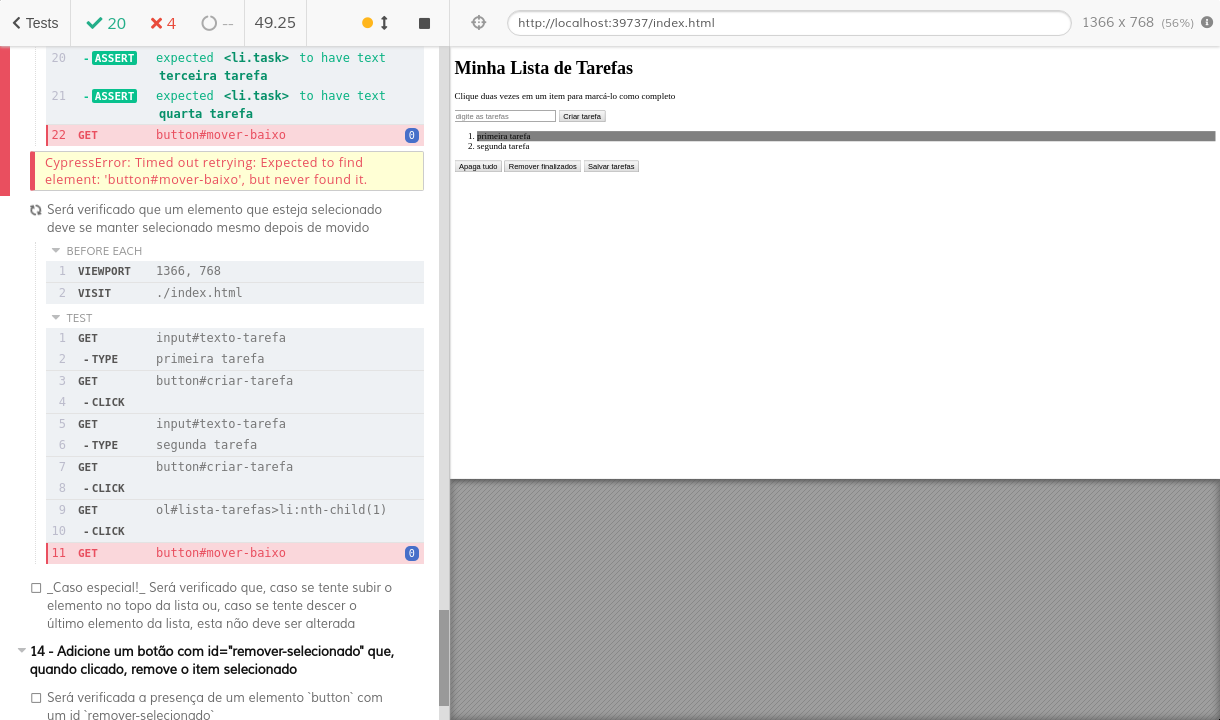 Tests
20
4
--
49.25
http://localhost:39737/index.html
1366 x 768 (56%)
20 -ASSERT expected <li.task> to have text
terceira tarefa
21 -ASSERT expected <li.task> to have text
quarta tarefa
22 GET button#mover-baixo 0
CypressError: Timed out retrying: Expected to find
element: 'button#mover-baixo', but never found it.
Será verificado que um elemento que esteja selecionado
deve se manter selecionado mesmo depois de movido
BEFORE EACH
1 VIEWPORT 1366, 768
2 VISIT ./index.html
TEST
1 GET input#texto-tarefa
2 -TYPE primeira tarefa
3 GET button#criar-tarefa
4 -CLICK
5 GET input#texto-tarefa
6 -TYPE segunda tarefa
7 GET button#criar-tarefa
8 -CLICK
9 GET ol#lista-tarefas>li:nth-child(1)
10 -CLICK
11 GET button#mover-baixo 0
_Caso especial!_ Será verificado que, caso se tente subir o
elemento no topo da lista ou, caso se tente descer o
último elemento da lista, esta não deve ser alterada
14 - Adicione um botão com id="remover-selecionado" que,
quando clicado, remove o item selecionado
Será verificada a presença de um elemento `button` com
um id `remover-selecionado`
Minha Lista de Tarefas
Clique duas vezes em um item para marcá-lo como completo
digite as tarefas Criar tarefa
1. primeira tarefa
2. segunda tarefa
Apaga tudo Remover finalizados Salvar tarefas